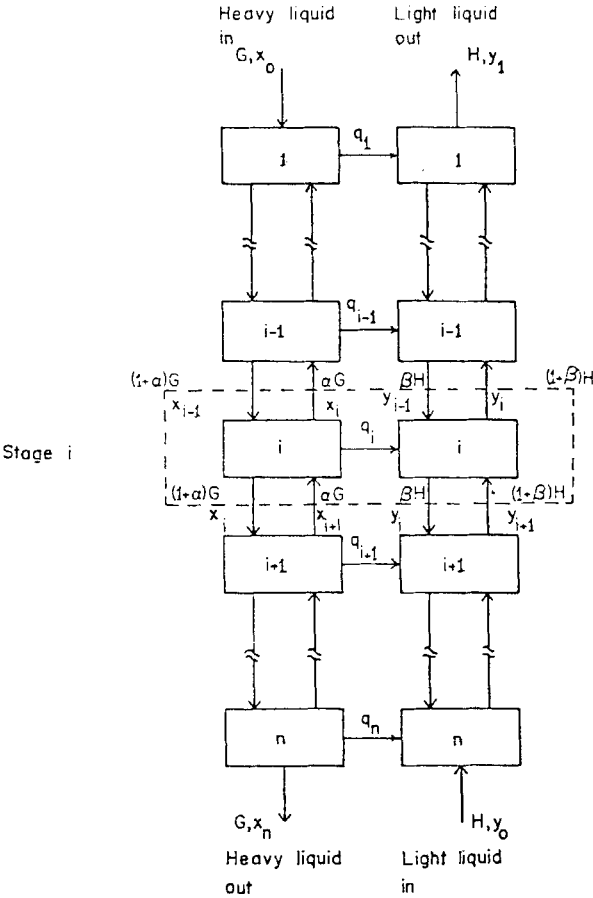 Heavy liquid in
Light liquid out
G,x₀
H,y₁
1
q₁
1
i-1
qᵢ₋₁
i-1
(1+α)G
αG
βH
(1+β)H
xᵢ₋₁
xᵢ
yᵢ₋₁
yᵢ
Stage i
i
qᵢ
i
(1+α)G
αG
βH
(1+β)H
xᵢ
xᵢ₊₁
yᵢ
yᵢ₊₁
i+1
qᵢ₊₁
i+1
n
qₙ
n
G,xₙ
H,y₀
Heavy liquid out
Light liquid in